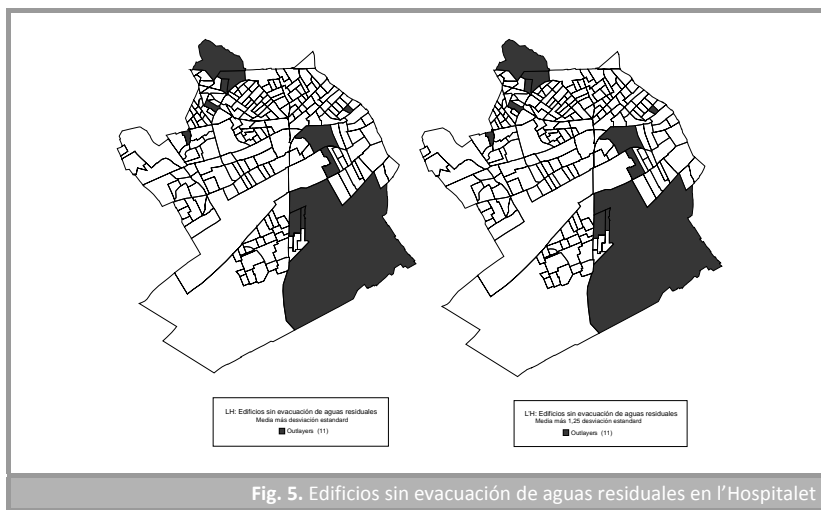 LH: Edificios sin evacuación de aguas residuales
Media más desviación estandard
Outlayers (11)
L'H: Edificios sin evacuación de aguas residuales
Media más 1,25 desviación estandard
Outlayers (11)
Fig. 5. Edificios sin evacuación de aguas residuales en l’Hospitalet